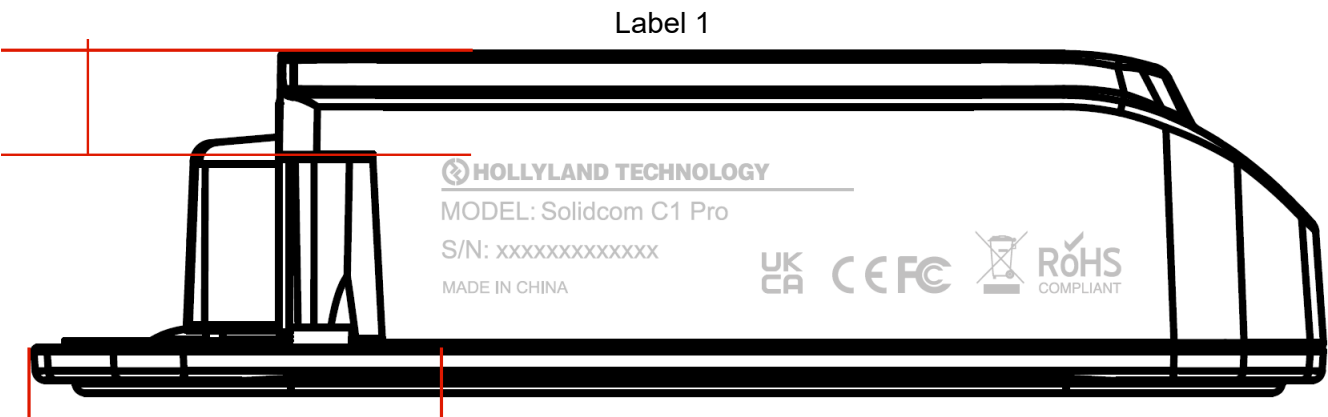 Label 1
HOLLYLAND TECHNOLOGY
MODEL: Solidcom C1 Pro
S/N: xxxxxxxxxxxxx
MADE IN CHINA
UK
CA CE FC RoHS
COMPLIANT